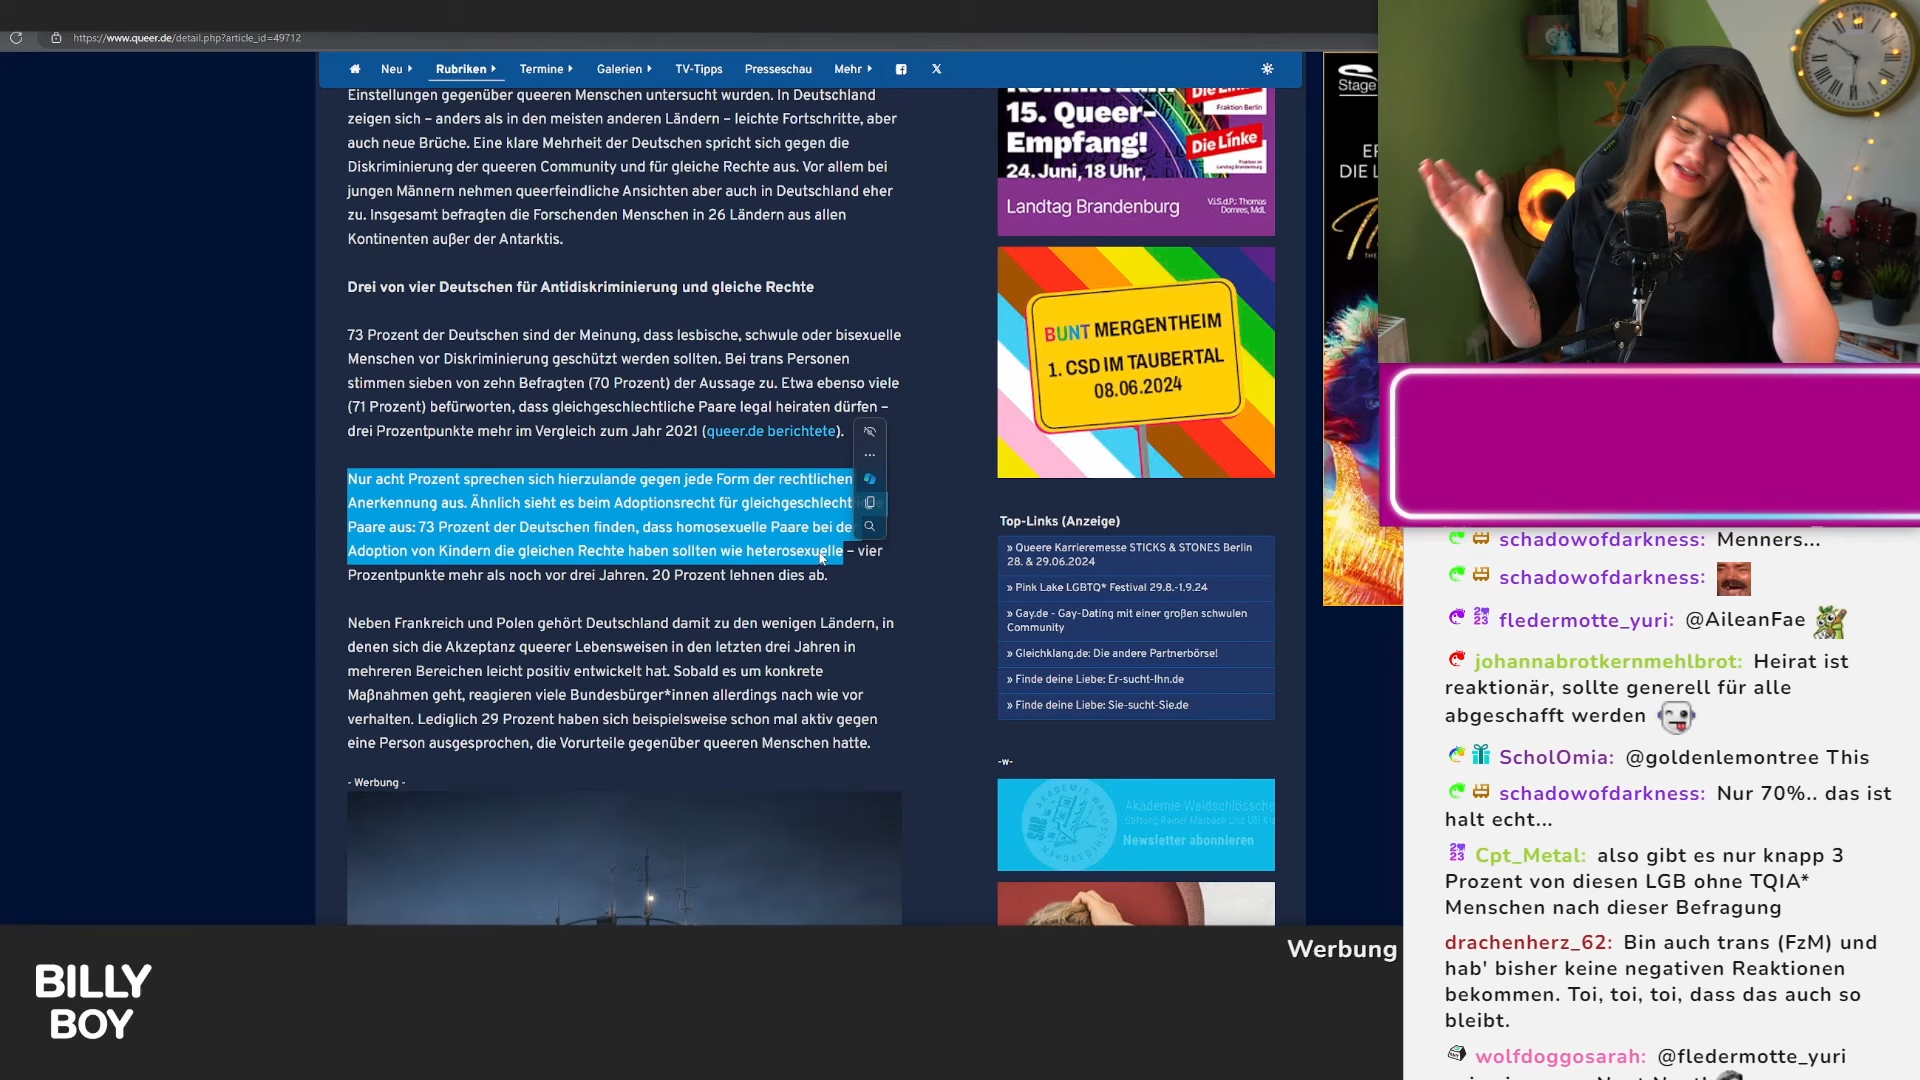 https://www.queer.de/detail.php?article_id=49712
Neu
Rubriken
Termine
Galerien
TV-Tipps
Presseschau
Mehr
Einstellungen gegenüber queeren Menschen untersucht wurden. In Deutschland
zeigen sich – anders als in den meisten anderen Ländern – leichte Fortschritte, aber
auch neue Brüche. Eine klare Mehrheit der Deutschen spricht sich gegen die
Diskriminierung der queeren Community und für gleiche Rechte aus. Vor allem bei
jungen Männern nehmen queerfeindliche Ansichten aber auch in Deutschland eher
zu. Insgesamt befragten die Forschenden Menschen in 26 Ländern aus allen
Kontinenten außer der Antarktis.
Drei von vier Deutschen für Antidiskriminierung und gleiche Rechte
73 Prozent der Deutschen sind der Meinung, dass lesbische, schwule oder bisexuelle
Menschen vor Diskriminierung geschützt werden sollten. Bei trans Personen
stimmen sieben von zehn Befragten (70 Prozent) der Aussage zu. Etwa ebenso viele
(71 Prozent) befürworten, dass gleichgeschlechtliche Paare legal heiraten dürfen –
drei Prozentpunkte mehr im Vergleich zum Jahr 2021 (queer.de berichtete).
Nur acht Prozent sprechen sich hierzulande gegen jede Form der rechtlichen
Anerkennung aus. Ähnlich sieht es beim Adoptionsrecht für gleichgeschlecht
Paare aus: 73 Prozent der Deutschen finden, dass homosexuelle Paare bei der
Adoption von Kindern die gleichen Rechte haben sollten wie heterosexuelle – vier
Prozentpunkte mehr als noch vor drei Jahren. 20 Prozent lehnen dies ab.
Neben Frankreich und Polen gehört Deutschland damit zu den wenigen Ländern, in
denen sich die Akzeptanz queerer Lebensweisen in den letzten drei Jahren in
mehreren Bereichen leicht positiv entwickelt hat. Sobald es um konkrete
Maßnahmen geht, reagieren viele Bundesbürger*innen allerdings nach wie vor
verhalten. Lediglich 29 Prozent haben sich beispielsweise schon mal aktiv gegen
eine Person ausgesprochen, die Vorurteile gegenüber queeren Menschen hatte.
- Werbung -
15. Queer-
Empfang!
24. Juni, 18 Uhr,
Die Linke
Fraktion Berlin
Die Linke
Landtag Brandenburg
V.i.S.d.P.: Thomas
Domres, MdL
BUNT MERGENTHEIM
1. CSD IM TAUBERTAL
08.06.2024
Top-Links (Anzeige)
» Queere Karrieremesse STICKS & STONES Berlin
28. & 29.06.2024
» Pink Lake LGBTQ* Festival 29.8.-1.9.24
» Gay.de - Gay-Dating mit einer großen schwulen
Community
» Gleichklang.de: Die andere Partnerbörse!
» Finde deine Liebe: Er-sucht-Ihn.de
» Finde deine Liebe: Sie-sucht-Sie.de
-w-
Akademie Waldschlössche
Newsletter abonnieren
Stage
schadowofdarkness: Menners...
schadowofdarkness:
fledermotte_yuri: @AileanFae
johannabrotkernmehlbrot: Heirat ist
reaktionär, sollte generell für alle
abgeschafft werden
ScholOmia: @goldenlemontree This
schadowofdarkness: Nur 70%.. das ist
halt echt...
Cpt_Metal: also gibt es nur knapp 3
Prozent von diesen LGB ohne TQIA*
Menschen nach dieser Befragung
drachenherz_62: Bin auch trans (FzM) und
hab' bisher keine negativen Reaktionen
bekommen. Toi, toi, toi, dass das auch so
bleibt.
wolfdoggosarah: @fledermotte_yuri
Werbung
BILLY
BOY